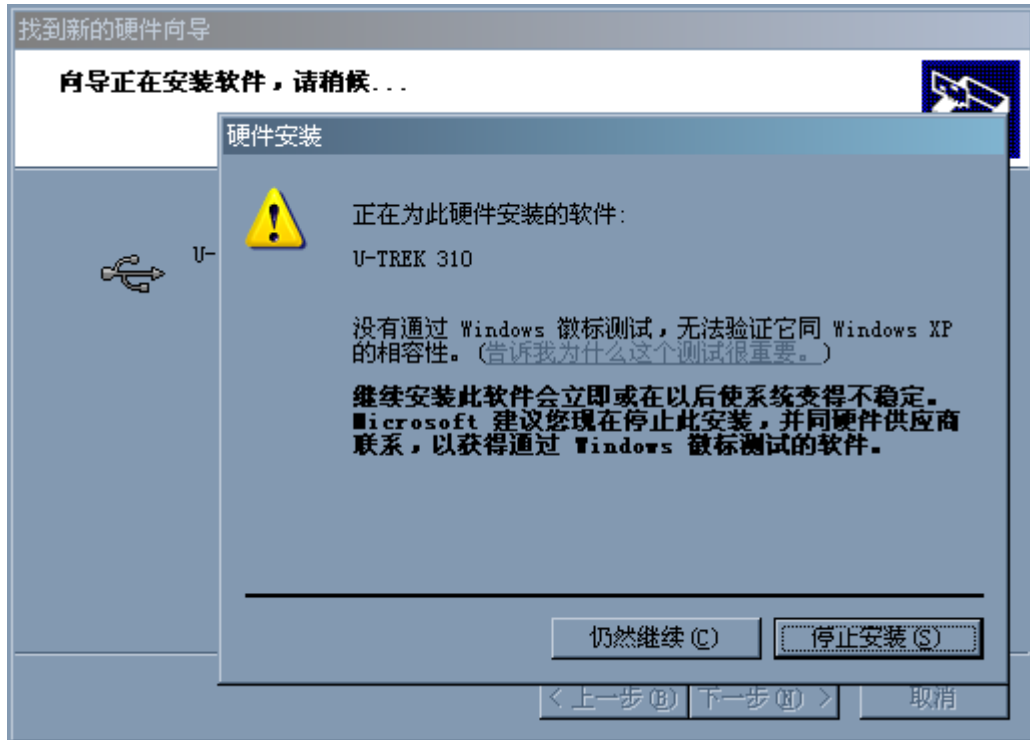 找到新的硬件向导
向导正在安装软件，请稍候...
硬件安装
正在为此硬件安装的软件:
U-
U-TREK 310
没有通过 Windows 徽标测试，无法验证它同 Windows XP
的相容性。(告诉我为什么这个测试很重要。)
继续安装此软件会立即或在以后使系统变得不稳定。
Microsoft 建议您现在停止此安装，并同硬件供应商
联系，以获得通过 Windows 徽标测试的软件。
仍然继续(C)
停止安装(S)
< 上一步(B)
下一步(N) >
取消